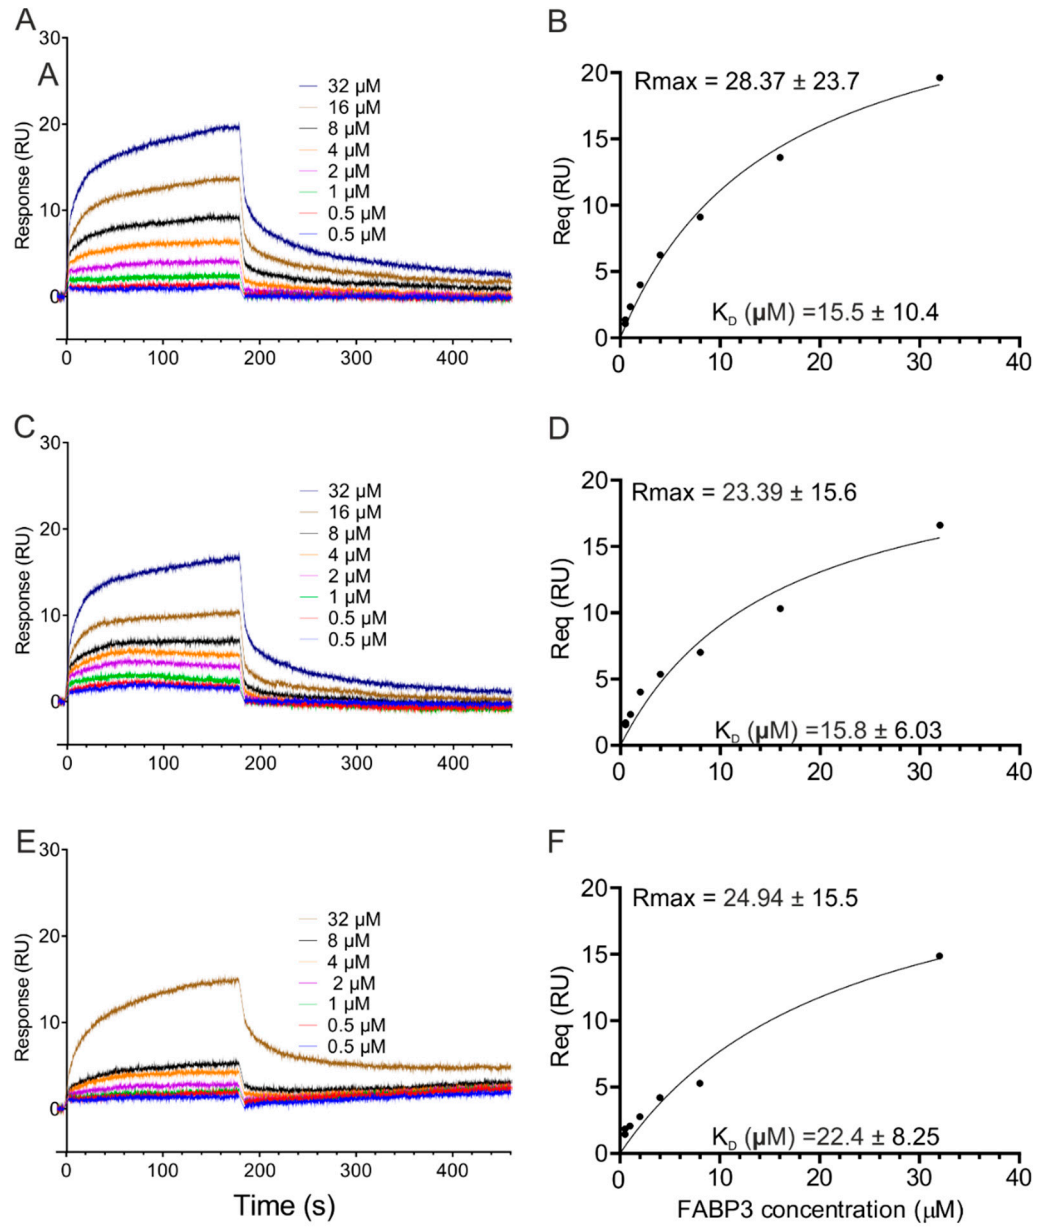 A
B
30
A
20
10
0
Response (RU)
32 µM
16 µM
8 µM
4 µM
2 µM
1 µM
0.5 µM
0.5 µM
0 100 200 300 400
Rmax = 28.37 ± 23.7
20
15
10
5
0
Req (RU)
K_D (µM) =15.5 ± 10.4
0 10 20 30 40
C
D
30
20
10
0
Response (RU)
32 µM
16 µM
8 µM
4 µM
2 µM
1 µM
0.5 µM
0.5 µM
0 100 200 300 400
Rmax = 23.39 ± 15.6
20
15
10
5
0
Req (RU)
K_D (µM) =15.8 ± 6.03
0 10 20 30 40
E
F
30
20
10
0
Response (RU)
32 µM
8 µM
4 µM
2 µM
1 µM
0.5 µM
0.5 µM
0 100 200 300 400
Time (s)
Rmax = 24.94 ± 15.5
20
15
10
5
0
Req (RU)
K_D (µM) =22.4 ± 8.25
0 10 20 30 40
FABP3 concentration (µM)